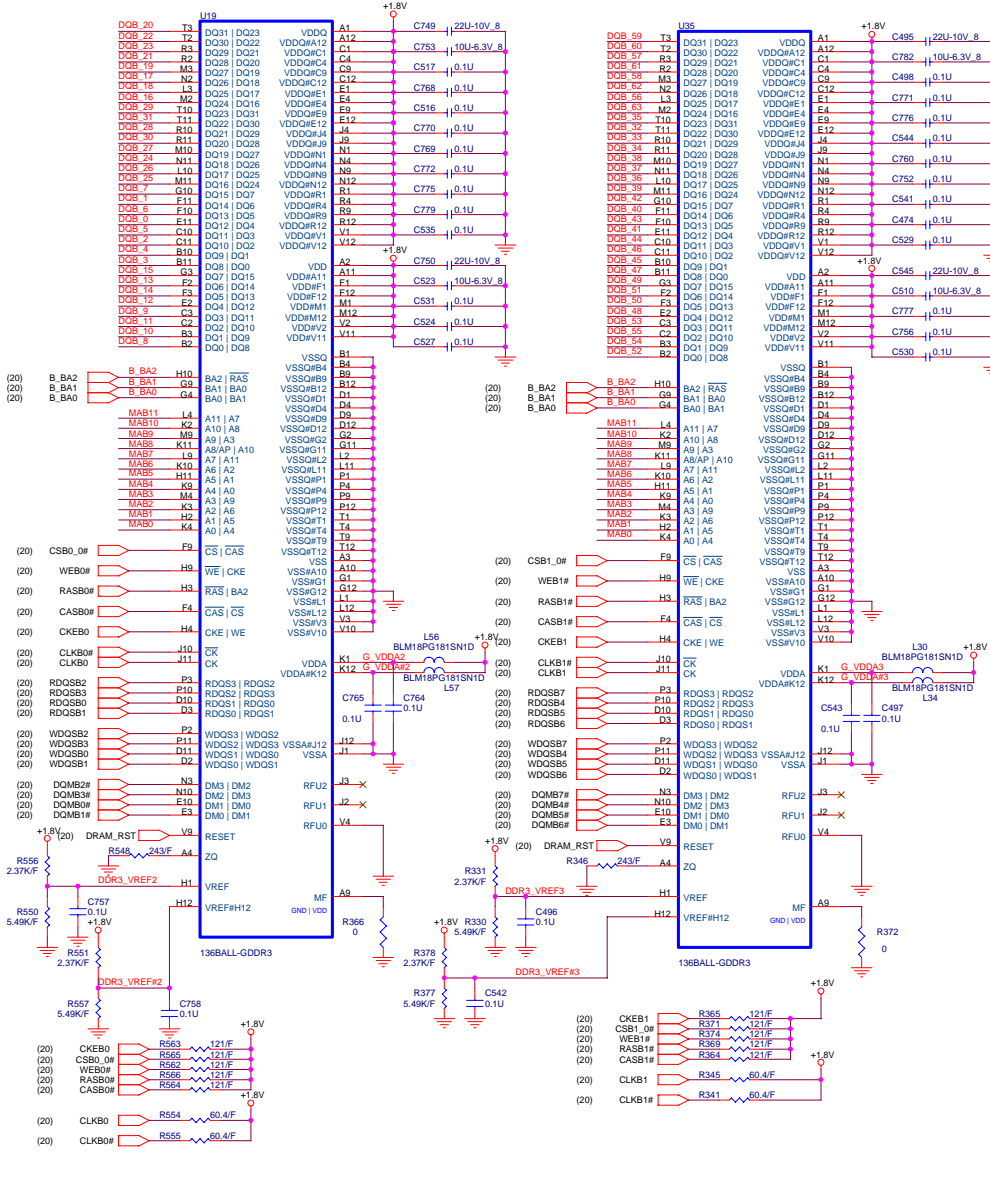 U19
DQB_20 T3 DQ31 | DQ23
DQB_22 T2 DQ30 | DQ22
DQB_23 R3 DQ29 | DQ21
DQB_21 R2 DQ28 | DQ20
DQB_19 M3 DQ27 | DQ19
DQB_17 N2 DQ26 | DQ18
DQB_18 L3 DQ25 | DQ17
DQB_16 M2 DQ24 | DQ16
DQB_29 T10 DQ23 | DQ31
DQB_31 T11 DQ22 | DQ30
DQB_28 R10 DQ21 | DQ29
DQB_30 R11 DQ20 | DQ28
DQB_27 M10 DQ19 | DQ27
DQB_24 N11 DQ18 | DQ26
DQB_26 L10 DQ17 | DQ25
DQB_25 M11 DQ16 | DQ24
DQB_7 G10 DQ15 | DQ7
DQB_1 F11 DQ14 | DQ6
DQB_6 F10 DQ13 | DQ5
DQB_0 E11 DQ12 | DQ4
DQB_5 C10 DQ11 | DQ3
DQB_2 C11 DQ10 | DQ2
DQB_4 B10 DQ9 | DQ1
DQB_3 B11 DQ8 | DQ0
DQB_15 G3 DQ7 | DQ15
DQB_13 F2 DQ6 | DQ14
DQB_14 F3 DQ5 | DQ13
DQB_12 E2 DQ4 | DQ12
DQB_9 C3 DQ3 | DQ11
DQB_11 C2 DQ2 | DQ10
DQB_10 B3 DQ1 | DQ9
DQB_8 B2 DQ0 | DQ8
(20) B_BA2 B_BA2 H10 BA2 | RAS
(20) B_BA1 B_BA1 G9 BA1 | BA0
(20) B_BA0 B_BA0 G4 BA0 | BA1
MAB11 L4 A11 | A7
MAB10 K2 A10 | A8
MAB9 M9 A9 | A3
MAB8 K11 A8/AP | A10
MAB7 L9 A7 | A11
MAB6 K10 A6 | A2
MAB5 H11 A5 | A1
MAB4 K9 A4 | A0
MAB3 M4 A3 | A9
MAB2 K3 A2 | A6
MAB1 H2 A1 | A5
MAB0 K4 A0 | A4
(20) CSB0_0# F9 CS | CAS
(20) WEB0# H9 WE | CKE
(20) RASB0# H3 RAS | BA2
(20) CASB0# F4 CAS | CS
(20) CKEB0 H4 CKE | WE
(20) CLKB0# J10 CK
(20) CLKB0 J11 CK
(20) RDQSB2 P3 RDQS3 | RDQS2
(20) RDQSB3 P10 RDQS2 | RDQS3
(20) RDQSB0 D10 RDQS1 | RDQS0
(20) RDQSB1 D3 RDQS0 | RDQS1
(20) WDQSB2 P2 WDQS3 | WDQS2
(20) WDQSB3 P11 WDQS2 | WDQS3
(20) WDQSB0 D11 WDQS1 | WDQS0
(20) WDQSB1 D2 WDQS0 | WDQS1
(20) DQMB2# N3 DM3 | DM2
(20) DQMB3# N10 DM2 | DM3
(20) DQMB0# E10 DM1 | DM0
(20) DQMB1# E3 DM0 | DM1
(20) DRAM_RST V9 RESET
R548 243/F A4 ZQ
+1.8V
R556
2.37K/F
DDR3_VREF2 H1 VREF
H12 VREF#H12
R550
5.49K/F
C757
0.1U
+1.8V
R551
2.37K/F
DDR3_VREF#2
R557
5.49K/F
C758
0.1U
+1.8V
VDDQ A1 C749 22U-10V_8
VDDQ#A12 A12
VDDQ#C1 C1 C753 10U-6.3V_8
VDDQ#C4 C4
VDDQ#C9 C9 C517 0.1U
VDDQ#C12 C12
VDDQ#E1 E1 C768 0.1U
VDDQ#E4 E4
VDDQ#E9 E9 C516 0.1U
VDDQ#E12 E12
VDDQ#J4 J4 C770 0.1U
VDDQ#J9 J9
VDDQ#N1 N1 C769 0.1U
VDDQ#N4 N4
VDDQ#N9 N9 C772 0.1U
VDDQ#N12 N12
VDDQ#R1 R1 C775 0.1U
VDDQ#R4 R4
VDDQ#R9 R9 C779 0.1U
VDDQ#R12 R12
VDDQ#V1 V1 C535 0.1U
VDDQ#V12 V12
+1.8V
VDD A2 C750 22U-10V_8
VDD#A11 A11
VDD#F1 F1 C523 10U-6.3V_8
VDD#F12 F12
VDD#M1 M1 C531 0.1U
VDD#M12 M12
VDD#V2 V2 C524 0.1U
VDD#V11 V11
C527 0.1U
VSSQ B1
VSSQ#B4 B4
VSSQ#B9 B9
VSSQ#B12 B12
VSSQ#D1 D1
VSSQ#D4 D4
VSSQ#D9 D9
VSSQ#D12 D12
VSSQ#G2 G2
VSSQ#G11 G11
VSSQ#L2 L2
VSSQ#L11 L11
VSSQ#P1 P1
VSSQ#P4 P4
VSSQ#P9 P9
VSSQ#P12 P12
VSSQ#T1 T1
VSSQ#T4 T4
VSSQ#T9 T9
VSSQ#T12 T12
VSS A3
VSS#A10 A10
VSS#G1 G1
VSS#G12 G12
VSS#L1 L1
VSS#L12 L12
VSS#V3 V3
VSS#V10 V10
L56
+1.8V
BLM18PG181SN1D
VDDA K1 G_VDDA2
VDDA#K12 K12 G_VDDA#2
BLM18PG181SN1D
L57
C765
0.1U
C764
0.1U
VSSA#J12 J12
VSSA J1
RFU2 J3
RFU1 J2
RFU0 V4
MF A9
GND | VDD
R366
0
136BALL-GDDR3
+1.8V
(20) CKEB0 R563 121/F
(20) CSB0_0# R565 121/F
(20) WEB0# R562 121/F
(20) RASB0# R566 121/F
(20) CASB0# R564 121/F
+1.8V
(20) CLKB0 R554 60.4/F
(20) CLKB0# R555 60.4/F
U35
DQB_59 T3 DQ31 | DQ23
DQB_60 T2 DQ30 | DQ22
DQB_57 R3 DQ29 | DQ21
DQB_61 R2 DQ28 | DQ20
DQB_58 M3 DQ27 | DQ19
DQB_62 N2 DQ26 | DQ18
DQB_56 L3 DQ25 | DQ17
DQB_63 M2 DQ24 | DQ16
DQB_35 T10 DQ23 | DQ31
DQB_32 T11 DQ22 | DQ30
DQB_33 R10 DQ21 | DQ29
DQB_34 R11 DQ20 | DQ28
DQB_38 M10 DQ19 | DQ27
DQB_37 N11 DQ18 | DQ26
DQB_36 L10 DQ17 | DQ25
DQB_39 M11 DQ16 | DQ24
DQB_42 G10 DQ15 | DQ7
DQB_40 F11 DQ14 | DQ6
DQB_43 F10 DQ13 | DQ5
DQB_41 E11 DQ12 | DQ4
DQB_44 C10 DQ11 | DQ3
DQB_46 C11 DQ10 | DQ2
DQB_45 B10 DQ9 | DQ1
DQB_47 B11 DQ8 | DQ0
DQB_49 G3 DQ7 | DQ15
DQB_51 F2 DQ6 | DQ14
DQB_50 F3 DQ5 | DQ13
DQB_48 E2 DQ4 | DQ12
DQB_53 C3 DQ3 | DQ11
DQB_55 C2 DQ2 | DQ10
DQB_54 B3 DQ1 | DQ9
DQB_52 B2 DQ0 | DQ8
(20) B_BA2 B_BA2 H10 BA2 | RAS
(20) B_BA1 B_BA1 G9 BA1 | BA0
(20) B_BA0 B_BA0 G4 BA0 | BA1
MAB11 L4 A11 | A7
MAB10 K2 A10 | A8
MAB9 M9 A9 | A3
MAB8 K11 A8/AP | A10
MAB7 L9 A7 | A11
MAB6 K10 A6 | A2
MAB5 H11 A5 | A1
MAB4 K9 A4 | A0
MAB3 M4 A3 | A9
MAB2 K3 A2 | A6
MAB1 H2 A1 | A5
MAB0 K4 A0 | A4
(20) CSB1_0# F9 CS | CAS
(20) WEB1# H9 WE | CKE
(20) RASB1# H3 RAS | BA2
(20) CASB1# F4 CAS | CS
(20) CKEB1 H4 CKE | WE
(20) CLKB1# J10 CK
(20) CLKB1 J11 CK
(20) RDQSB7 P3 RDQS3 | RDQS2
(20) RDQSB4 P10 RDQS2 | RDQS3
(20) RDQSB5 D10 RDQS1 | RDQS0
(20) RDQSB6 D3 RDQS0 | RDQS1
(20) WDQSB7 P2 WDQS3 | WDQS2
(20) WDQSB4 P11 WDQS2 | WDQS3
(20) WDQSB5 D11 WDQS1 | WDQS0
(20) WDQSB6 D2 WDQS0 | WDQS1
(20) DQMB7# N3 DM3 | DM2
(20) DQMB4# N10 DM2 | DM3
(20) DQMB5# E10 DM1 | DM0
(20) DQMB6# E3 DM0 | DM1
(20) DRAM_RST V9 RESET
R346 243/F A4 ZQ
+1.8V
R331
2.37K/F
DDR3_VREF3 H1 VREF
H12 VREF#H12
R330
5.49K/F
C496
0.1U
+1.8V
R378
2.37K/F
DDR3_VREF#3
R377
5.49K/F
C542
0.1U
+1.8V
VDDQ A1 C495 22U-10V_8
VDDQ#A12 A12
VDDQ#C1 C1 C782 10U-6.3V_8
VDDQ#C4 C4
VDDQ#C9 C9 C498 0.1U
VDDQ#C12 C12
VDDQ#E1 E1 C771 0.1U
VDDQ#E4 E4
VDDQ#E9 E9 C776 0.1U
VDDQ#E12 E12
VDDQ#J4 J4 C544 0.1U
VDDQ#J9 J9
VDDQ#N1 N1 C760 0.1U
VDDQ#N4 N4
VDDQ#N9 N9 C752 0.1U
VDDQ#N12 N12
VDDQ#R1 R1 C541 0.1U
VDDQ#R4 R4
VDDQ#R9 R9 C474 0.1U
VDDQ#R12 R12
VDDQ#V1 V1 C529 0.1U
VDDQ#V12 V12
+1.8V
VDD A2 C545 22U-10V_8
VDD#A11 A11
VDD#F1 F1 C510 10U-6.3V_8
VDD#F12 F12
VDD#M1 M1 C777 0.1U
VDD#M12 M12
VDD#V2 V2 C756 0.1U
VDD#V11 V11
C530 0.1U
VSSQ B1
VSSQ#B4 B4
VSSQ#B9 B9
VSSQ#B12 B12
VSSQ#D1 D1
VSSQ#D4 D4
VSSQ#D9 D9
VSSQ#D12 D12
VSSQ#G2 G2
VSSQ#G11 G11
VSSQ#L2 L2
VSSQ#L11 L11
VSSQ#P1 P1
VSSQ#P4 P4
VSSQ#P9 P9
VSSQ#P12 P12
VSSQ#T1 T1
VSSQ#T4 T4
VSSQ#T9 T9
VSSQ#T12 T12
VSS A3
VSS#A10 A10
VSS#G1 G1
VSS#G12 G12
VSS#L1 L1
VSS#L12 L12
VSS#V3 V3
VSS#V10 V10
L30
+1.8V
BLM18PG181SN1D
VDDA K1 G_VDDA3
VDDA#K12 K12 G_VDDA#3
BLM18PG181SN1D
L34
C543
0.1U
C497
0.1U
VSSA#J12 J12
VSSA J1
RFU2 J3
RFU1 J2
RFU0 V4
MF A9
GND | VDD
R372
0
136BALL-GDDR3
+1.8V
(20) CKEB1 R365 121/F
(20) CSB1_0# R371 121/F
(20) WEB1# R374 121/F
(20) RASB1# R369 121/F
(20) CASB1# R364 121/F
+1.8V
(20) CLKB1 R345 60.4/F
(20) CLKB1# R341 60.4/F